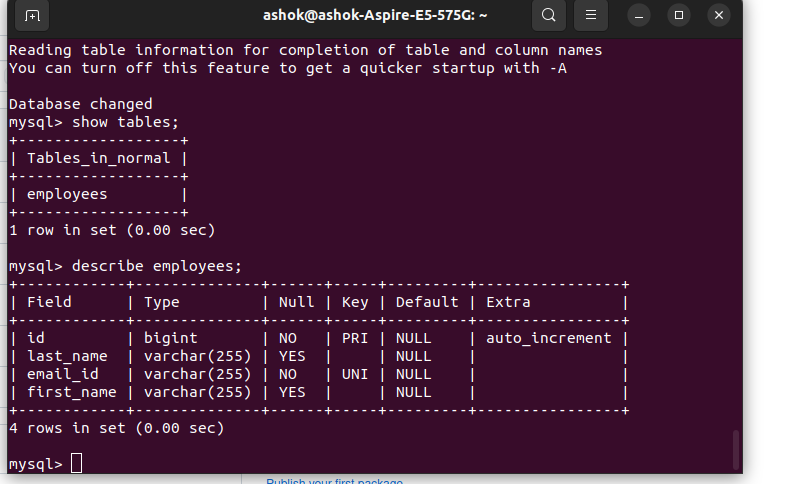 ashok@ashok-Aspire-E5-575G: ~
Reading table information for completion of table and column names
You can turn off this feature to get a quicker startup with -A
Database changed
mysql> show tables;
+------------------+
| Tables_in_normal |
+------------------+
| employees        |
+------------------+
1 row in set (0.00 sec)
mysql> describe employees;
+------------+--------------+------+-----+---------+----------------+
| Field      | Type         | Null | Key | Default | Extra          |
+------------+--------------+------+-----+---------+----------------+
| id         | bigint       | NO   | PRI | NULL    | auto_increment |
| last_name  | varchar(255) | YES  |     | NULL    |                |
| email_id   | varchar(255) | NO   | UNI | NULL    |                |
| first_name | varchar(255) | YES  |     | NULL    |                |
+------------+--------------+------+-----+---------+----------------+
4 rows in set (0.00 sec)
mysql>
Publish your first package